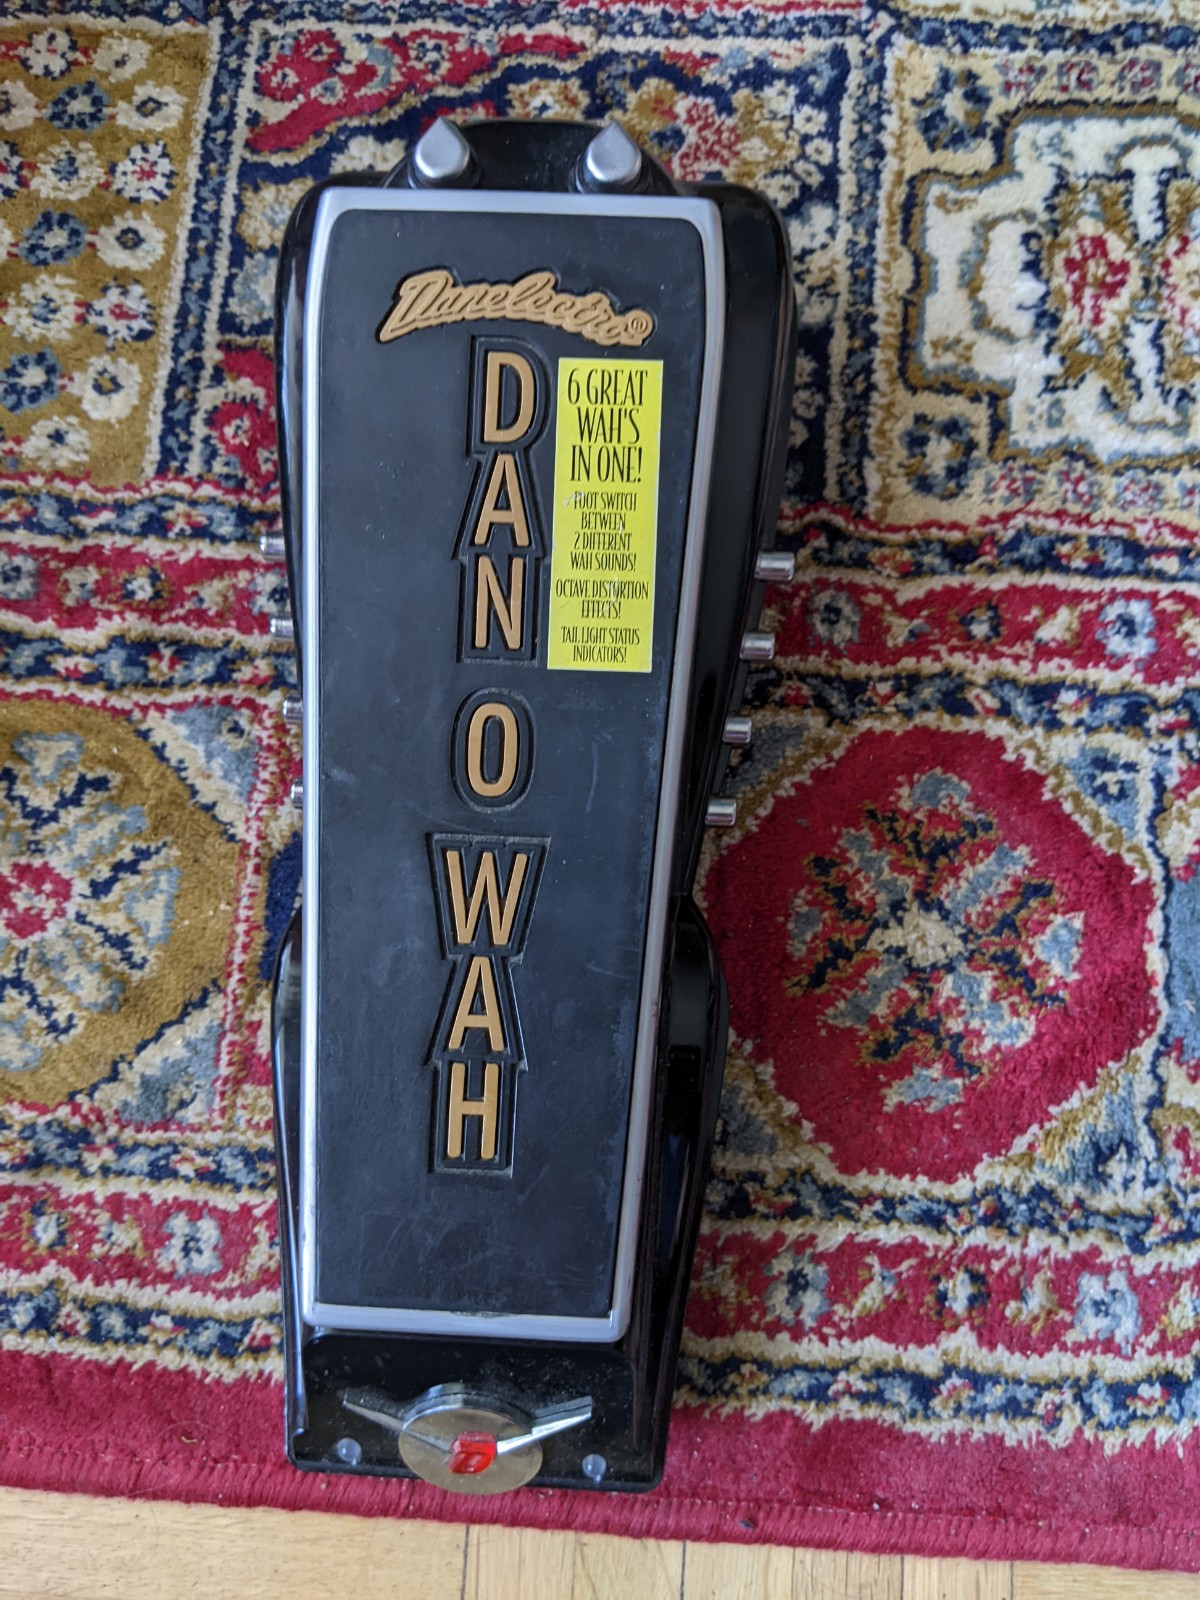 Danelectro®
DAN
O
WAH
6 GREAT
WAH'S
IN ONE!
FOOT SWITCH
BETWEEN
2 DIFFERENT
WAH SOUNDS!
OCTAVE DISTORTION
EFFECTS!
TAIL LIGHT STATUS
INDICATORS!
D